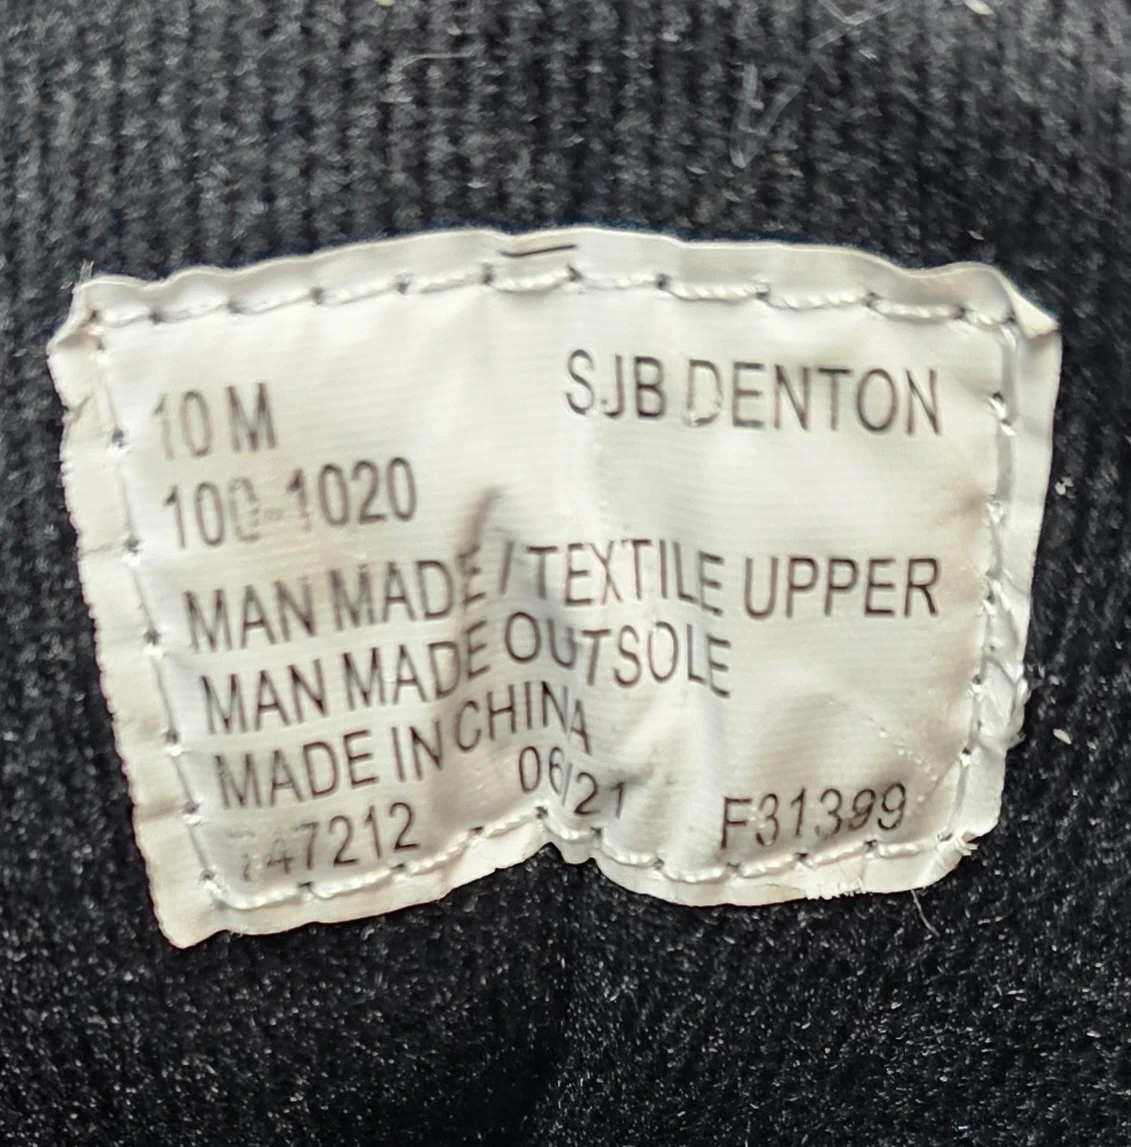 10 M SJB DENTON
100-1020
MAN MADE / TEXTILE UPPER
MAN MADE OUTSOLE
MADE IN CHINA
06/21 F31399